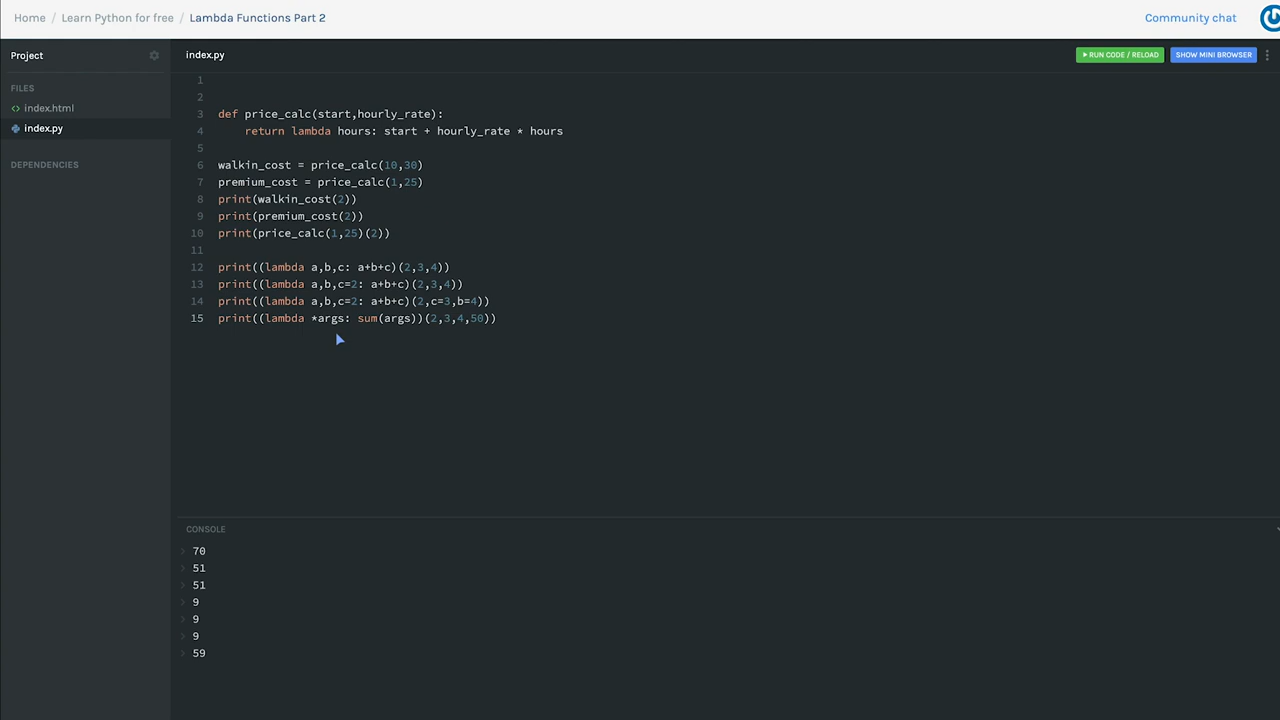 Home / Learn Python for free / Lambda Functions Part 2
Community chat
Project
index.py
RUN CODE / RELOAD
SHOW MINI BROWSER
FILES
<> index.html
index.py
DEPENDENCIES
1
2
3 def price_calc(start,hourly_rate):
4     return lambda hours: start + hourly_rate * hours
5
6 walkin_cost = price_calc(10,30)
7 premium_cost = price_calc(1,25)
8 print(walkin_cost(2))
9 print(premium_cost(2))
10 print(price_calc(1,25)(2))
11
12 print((lambda a,b,c: a+b+c)(2,3,4))
13 print((lambda a,b,c=2: a+b+c)(2,3,4))
14 print((lambda a,b,c=2: a+b+c)(2,c=3,b=4))
15 print((lambda *args: sum(args))(2,3,4,50))
CONSOLE
70
51
51
9
9
9
59